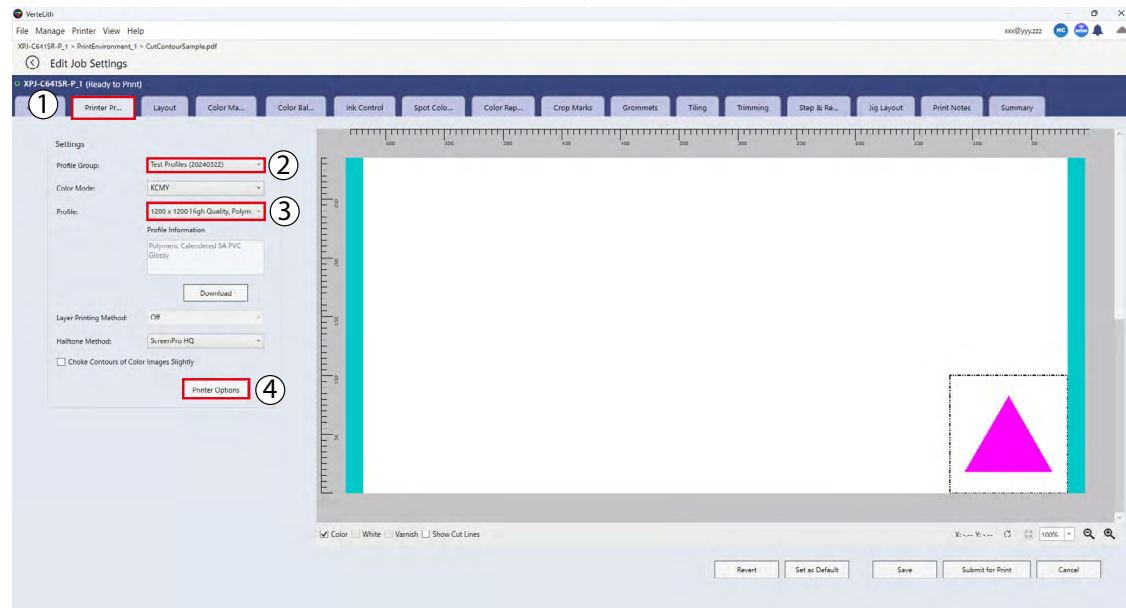 VerteLith
File Manage Printer View Help
xxx@yyy.zzz MC
XPJ-C641SR-P_1 > PrintEnvironment_1 > CutContourSample.pdf
Edit Job Settings
XPJ-C641SR-P_1 (Ready to Print)
1 Printer Pr... Layout Color Ma... Color Bal... Ink Control Spot Colo... Color Rep... Crop Marks Grommets Tiling Trimming Step & Re... Jig Layout Print Notes Summary
Settings
Profile Group: Test Profiles (20240322) 2
Color Mode: KCMY
Profile: 1200 x 1200 High Quality, Polym 3
Profile Information
Polymeric Calendered SA PVC
Glossy
Download
Layer Printing Method: Off
Halftone Method: ScreenPro HQ
Choke Contours of Color Images Slightly
Printer Options 4
Color White Varnish Show Cut Lines
X: -.-- Y: -.-- 100%
Revert Set as Default Save Submit for Print Cancel